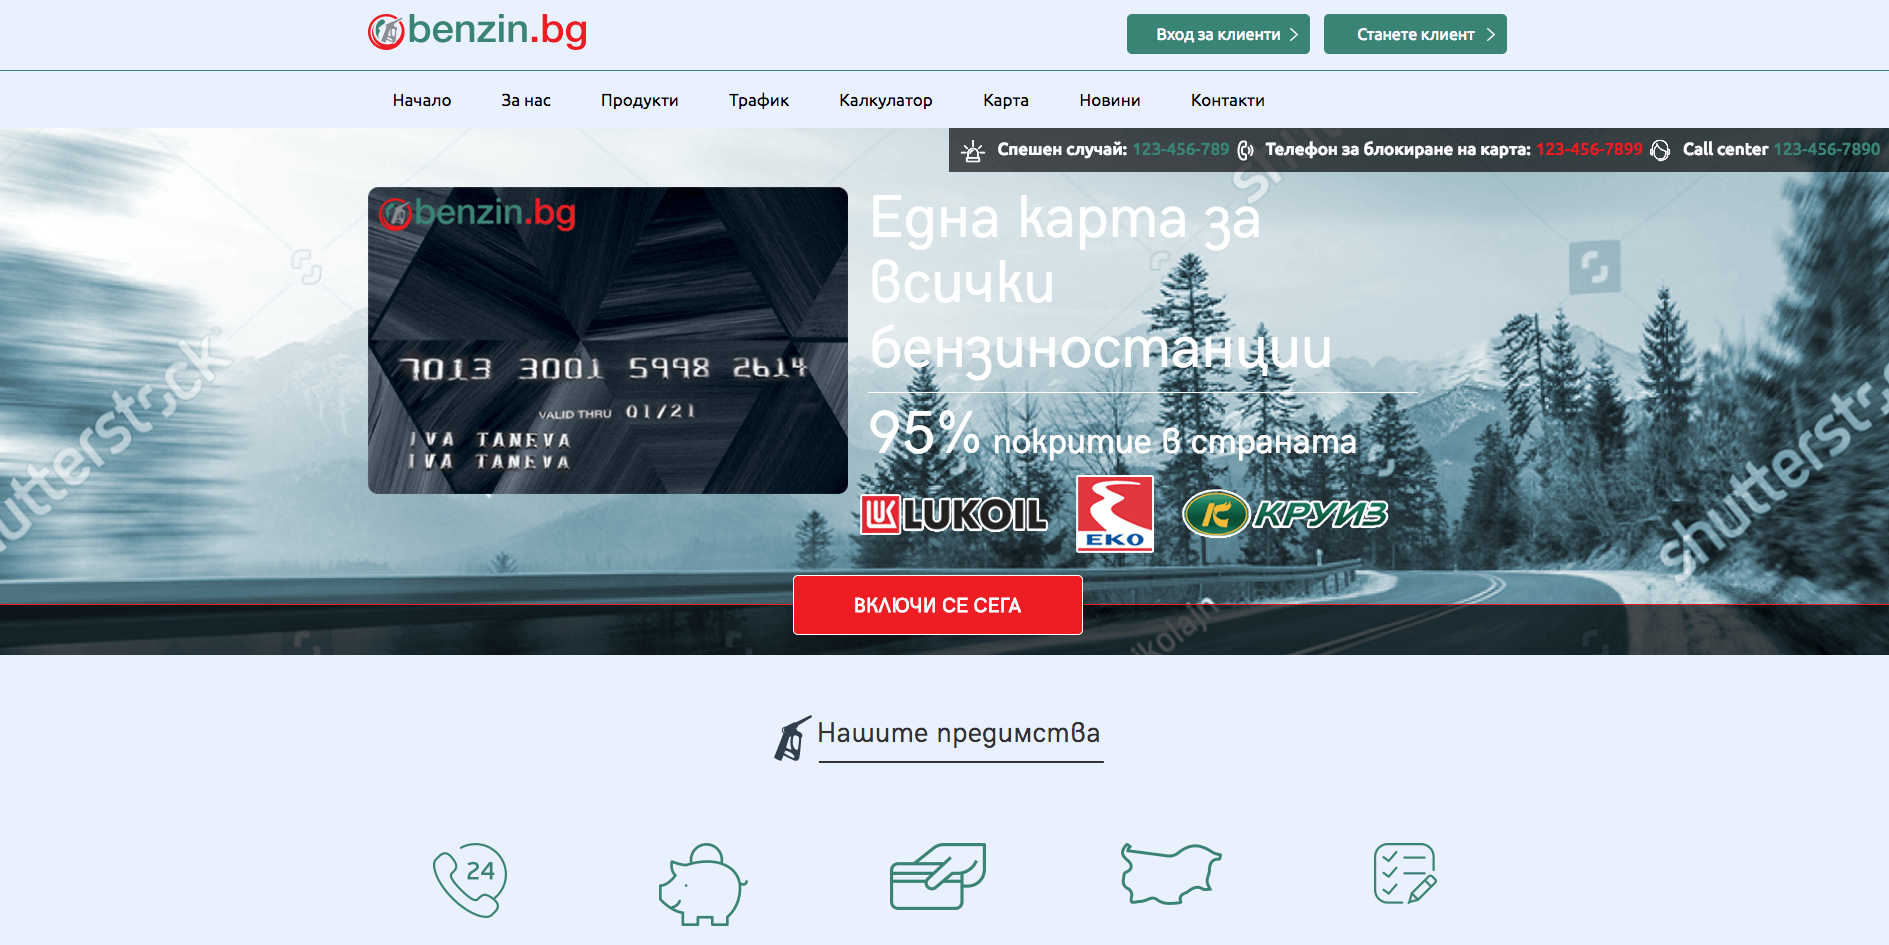 benzin.bg
Вход за клиенти
Станете клиент
Начало За нас Продукти Трафик Калкулатор Карта Новини Контакти
Спешен случай: 123-456-789 Телефон за блокиране на карта: 123-456-7899 Call center 123-456-7890
benzin.bg
7013 3001 5998 2614
VALID THRU 01/21
IVA TANEVA
IVA TANEVA
Една карта за
всички
бензиностанции
95% покритие в страната
LUKOIL
EKO
КРУИЗ
shutterstock
ВКЛЮЧИ СЕ СЕГА
Нашите предимства
24